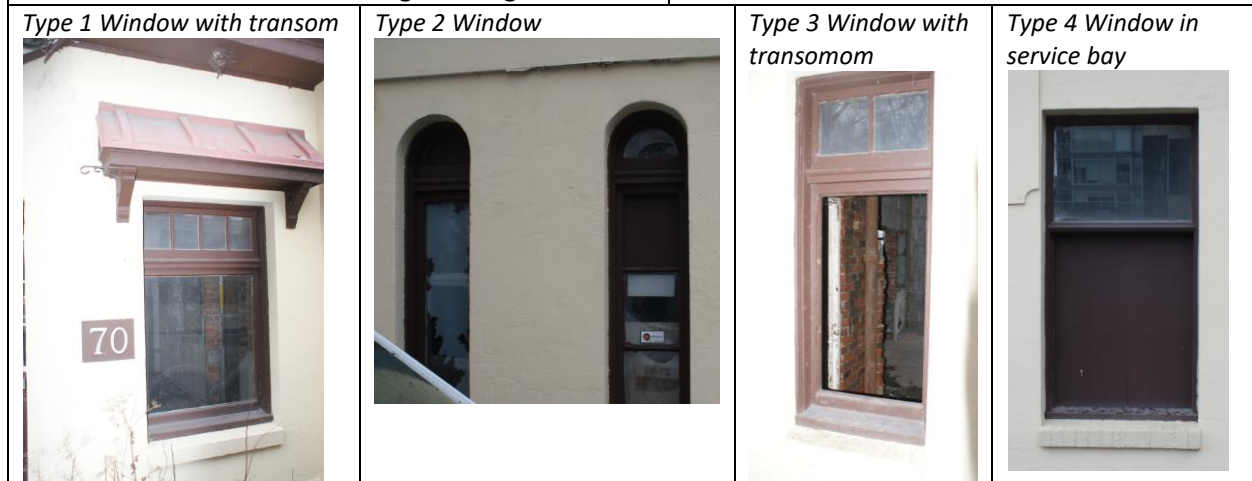 Type 1 Window with transom
Type 2 Window
Type 3 Window with
transomom
Type 4 Window in
service bay
70